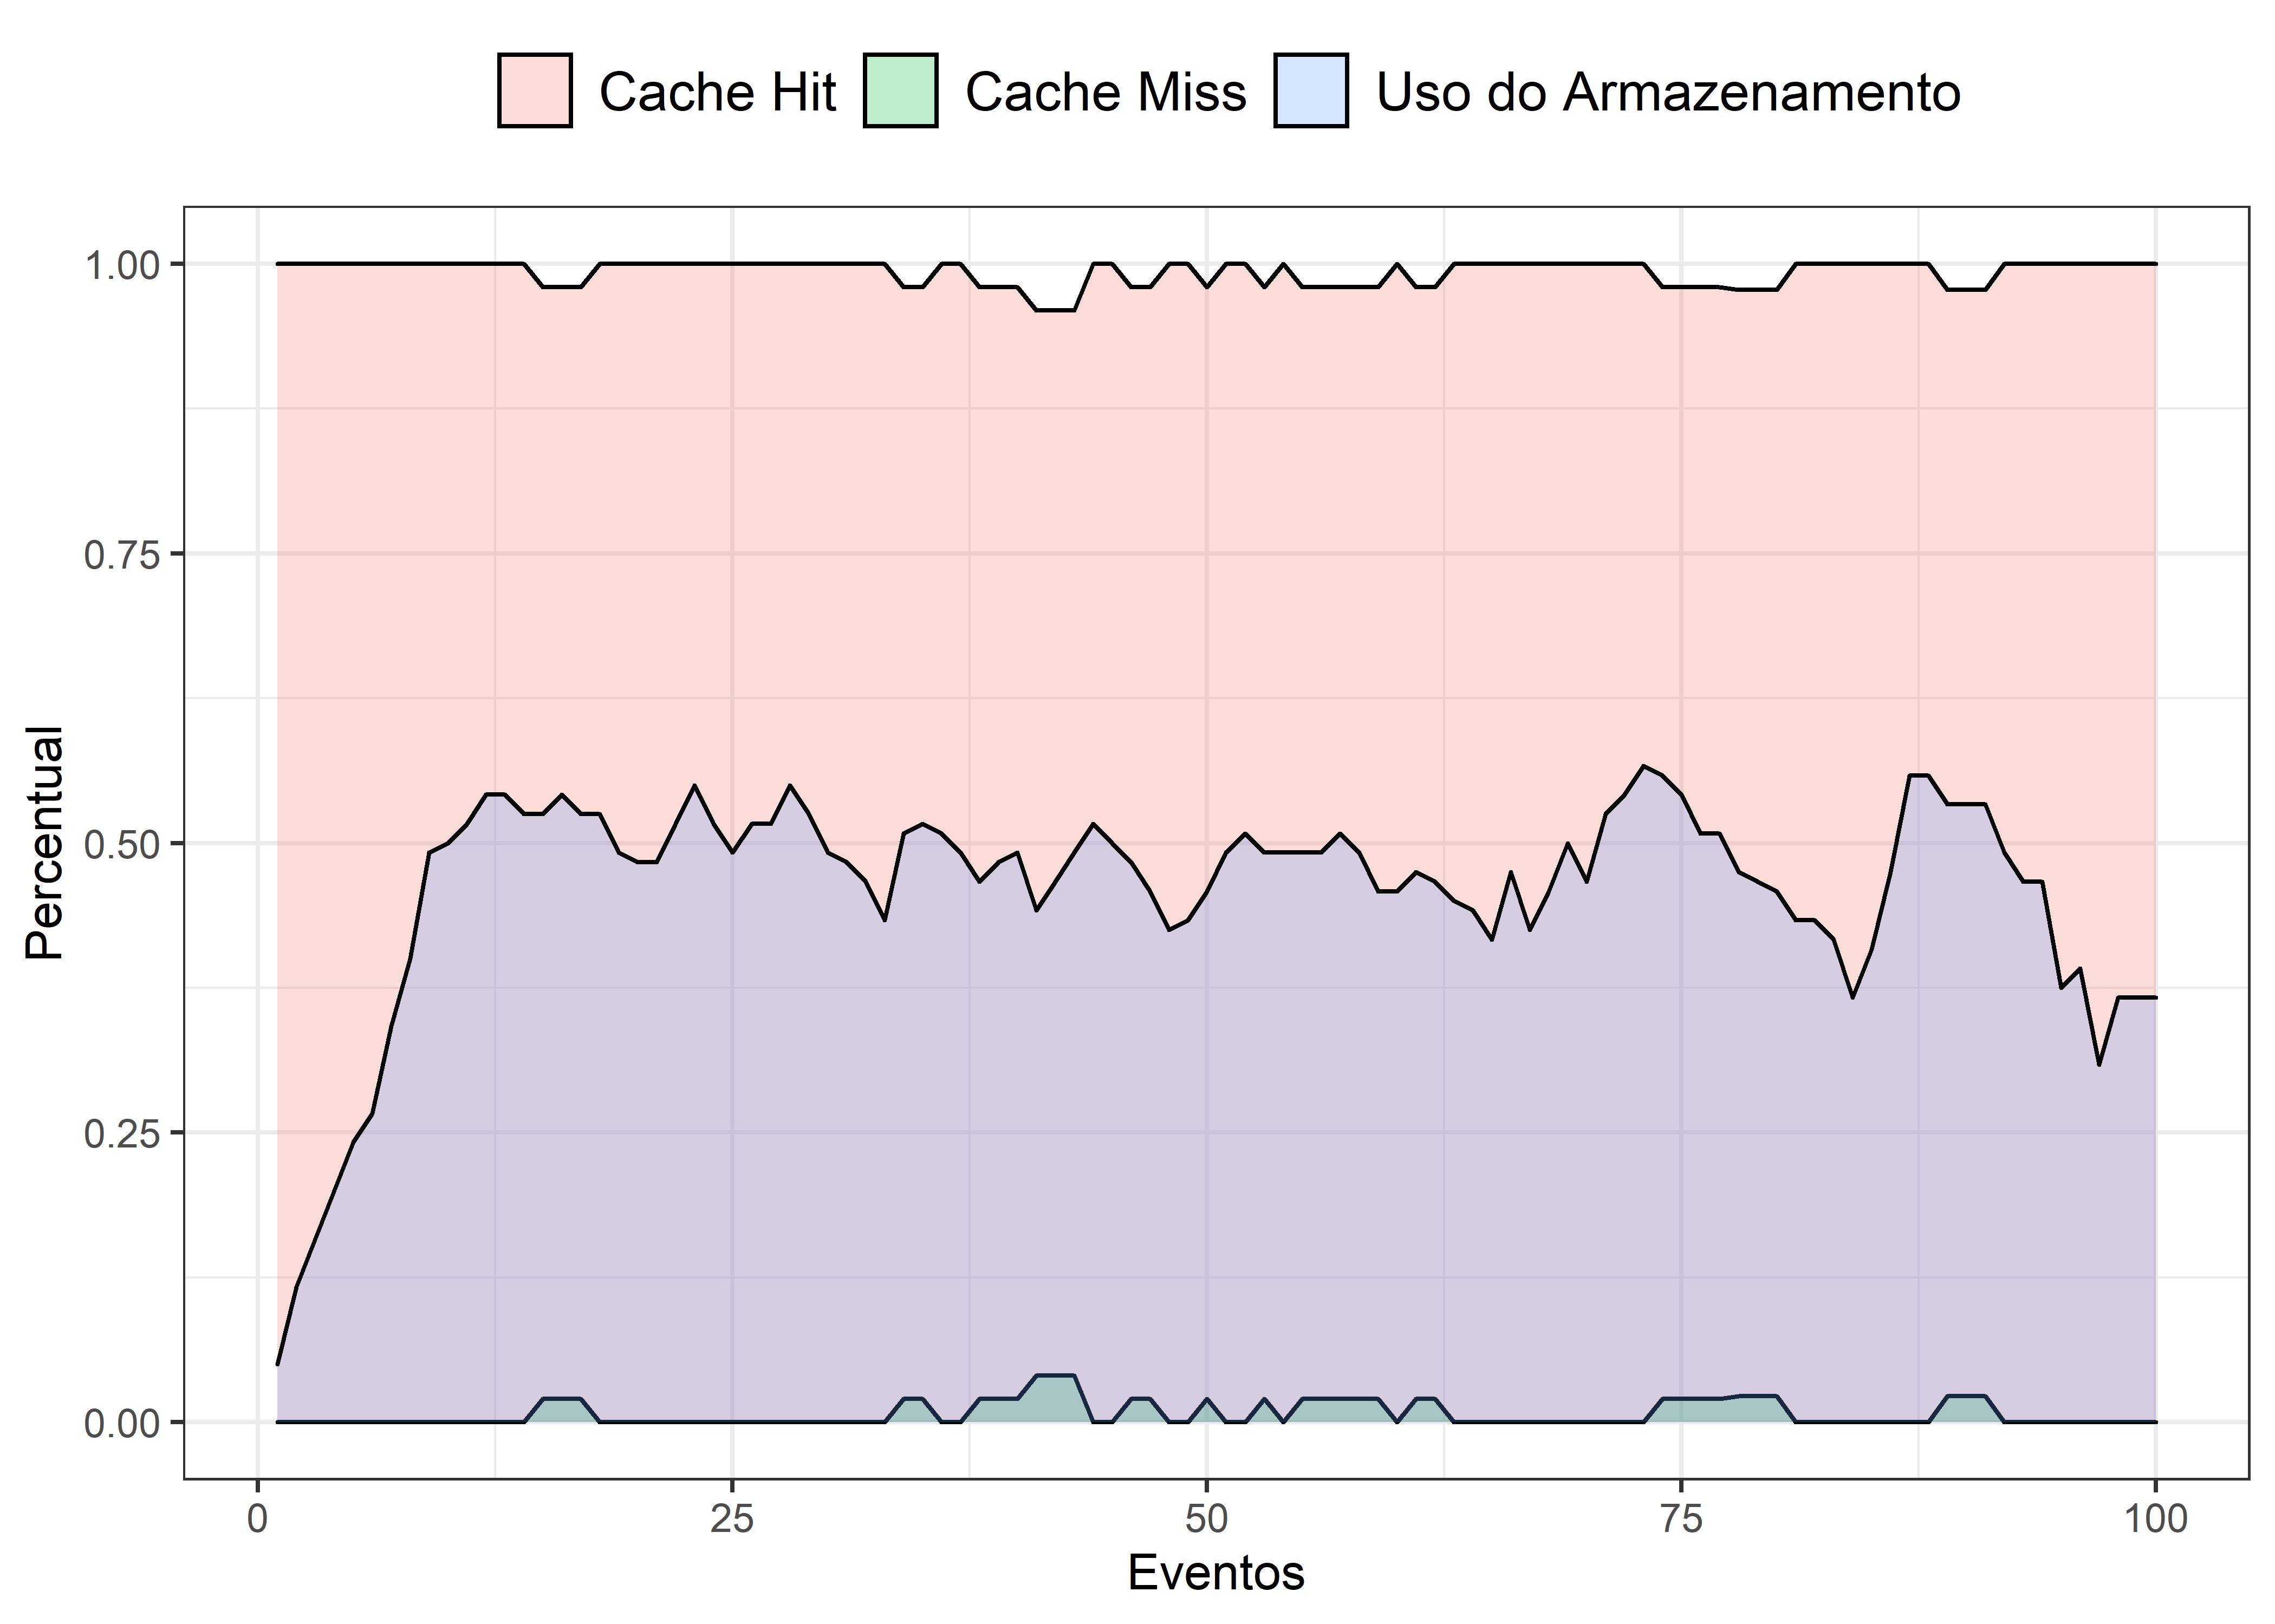 Cache Hit Cache Miss Uso do Armazenamento
1.00
0.75
0.50
0.25
0.00
Percentual
0 25 50 75 100
Eventos